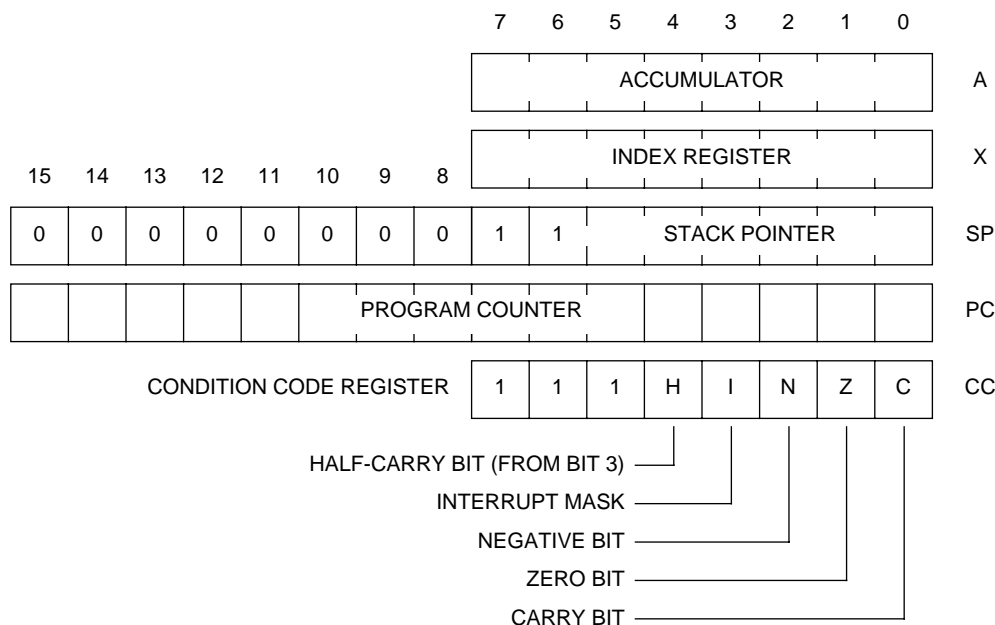 7 6 5 4 3 2 1 0
ACCUMULATOR A
INDEX REGISTER X
15 14 13 12 11 10 9 8
0 0 0 0 0 0 0 0 1 1 STACK POINTER SP
PROGRAM COUNTER PC
CONDITION CODE REGISTER 1 1 1 H I N Z C CC
HALF-CARRY BIT (FROM BIT 3)
INTERRUPT MASK
NEGATIVE BIT
ZERO BIT
CARRY BIT